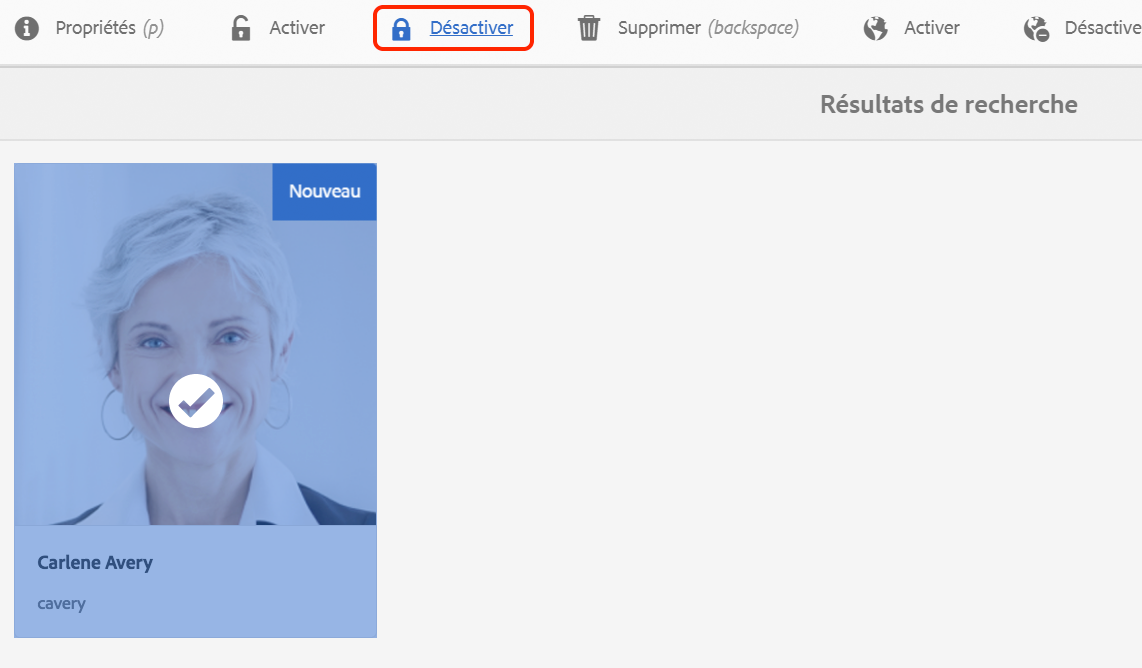 Propriétés (p) Activer Désactiver Supprimer (backspace) Activer Désactive
Résultats de recherche
Nouveau
Carlene Avery
cavery